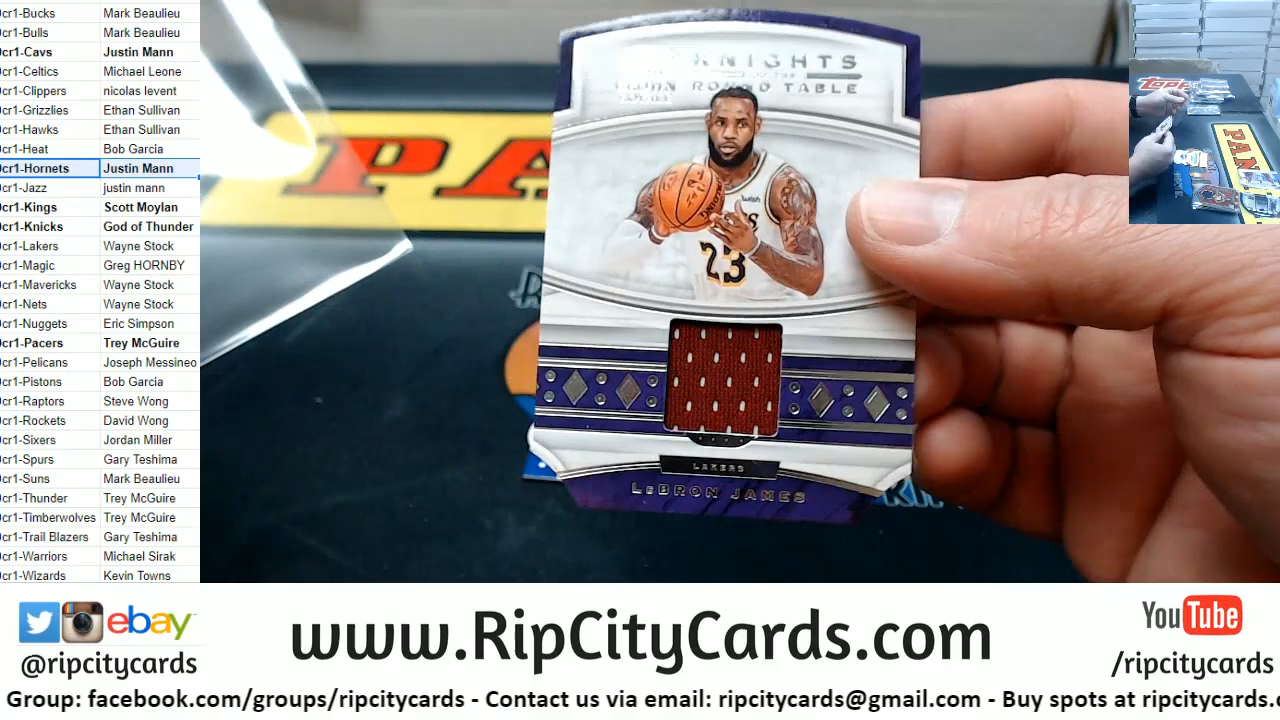 cr1-Bucks Mark Beaulieu
cr1-Bulls Mark Beaulieu
cr1-Cavs Justin Mann
cr1-Celtics Michael Leone
cr1-Clippers nicolas levent
cr1-Grizzlies Ethan Sullivan
cr1-Hawks Ethan Sullivan
cr1-Heat Bob Garcia
cr1-Hornets Justin Mann
cr1-Jazz justin mann
cr1-Kings Scott Moylan
cr1-Knicks God of Thunder
cr1-Lakers Wayne Stock
cr1-Magic Greg HORNBY
cr1-Mavericks Wayne Stock
cr1-Nets Wayne Stock
cr1-Nuggets Eric Simpson
cr1-Pacers Trey McGuire
cr1-Pelicans Joseph Messineo
cr1-Pistons Bob Garcia
cr1-Raptors Steve Wong
cr1-Rockets David Wong
cr1-Sixers Jordan Miller
cr1-Spurs Gary Teshima
cr1-Suns Mark Beaulieu
cr1-Thunder Trey McGuire
cr1-Timberwolves Trey McGuire
cr1-Trail Blazers Gary Teshima
cr1-Warriors Michael Sirak
cr1-Wizards Kevin Towns
KNIGHTS
OF THE
ROUND TABLE
PA
wish
23
LAKERS
LEBRON JAMES
TOPPS
PAN
ebay
@ripcitycards
www.RipCityCards.com
YouTube
/ripcitycards
Group: facebook.com/groups/ripcitycards - Contact us via email: ripcitycards@gmail.com - Buy spots at ripcitycards.c